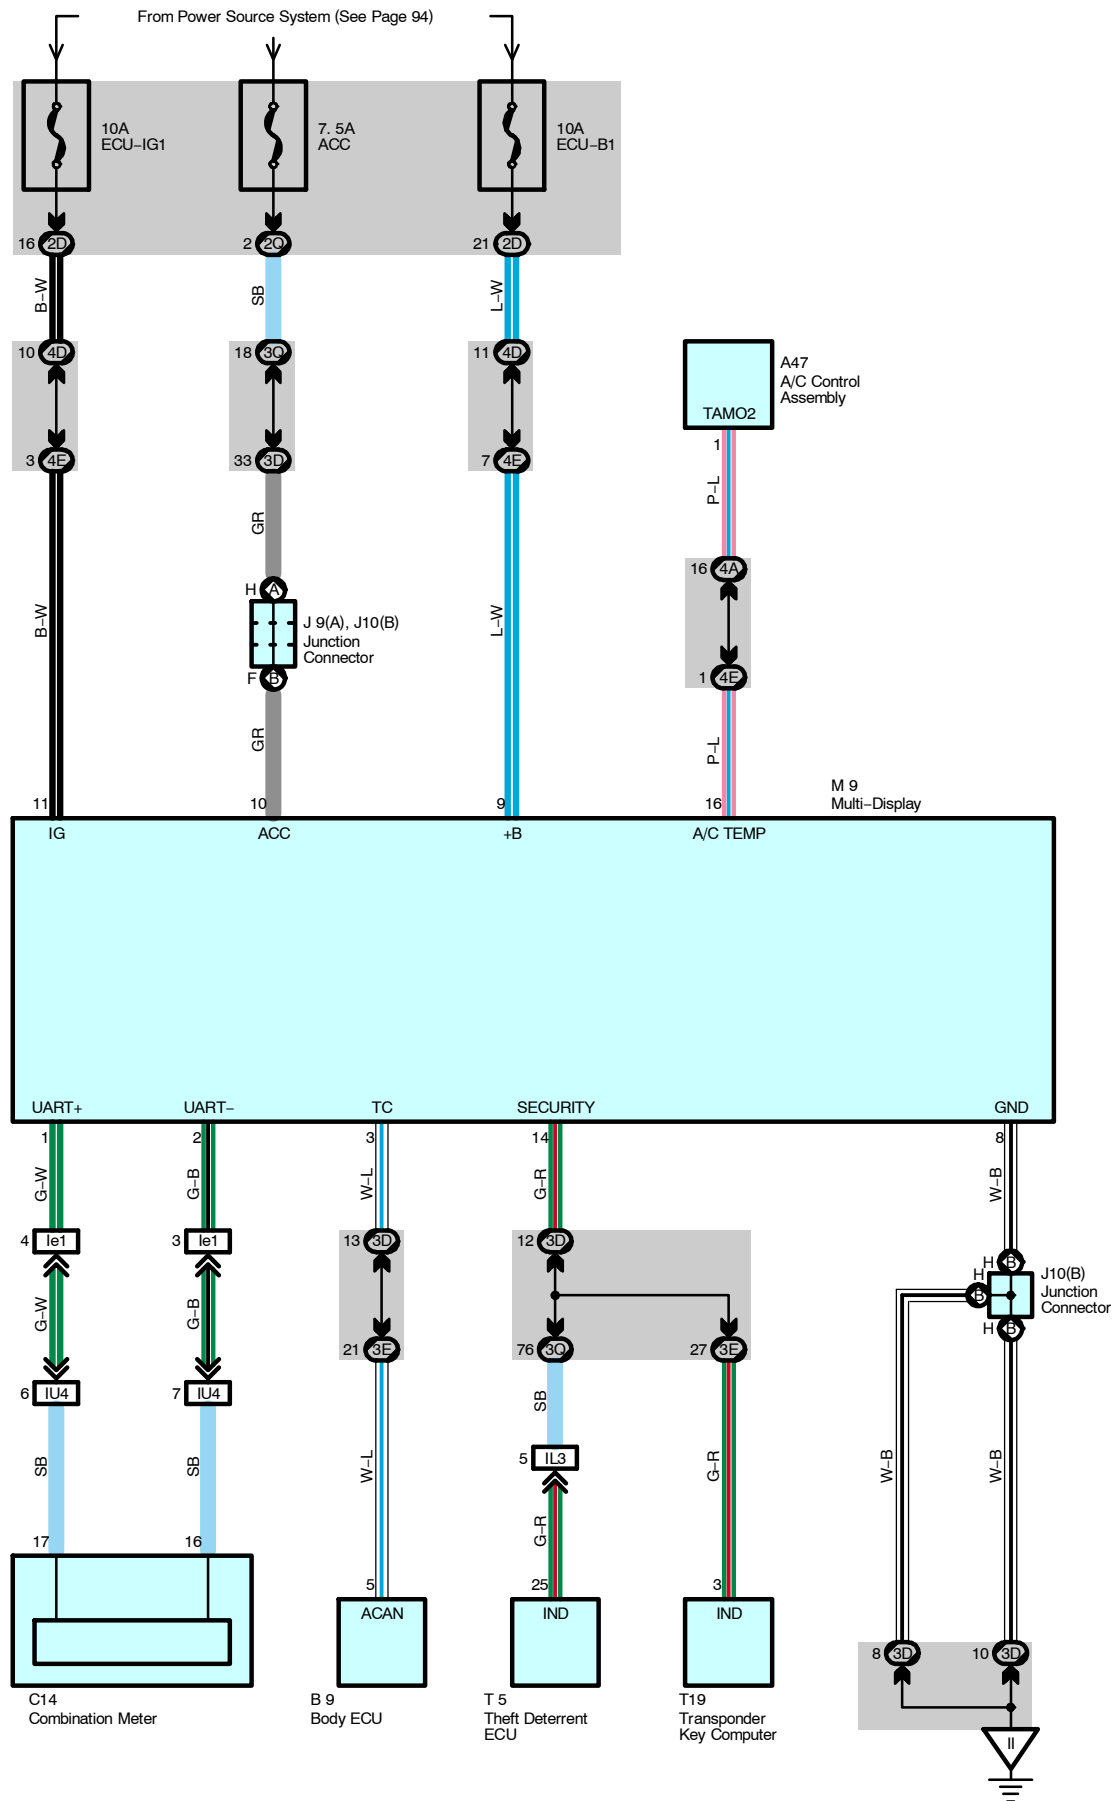 From Power Source System (See Page 94)
10A
ECU-IG1
7. 5A
ACC
10A
ECU-B1
16 2D
2 2Q
21 2D
B-W
SB
L-W
10 4D
18 3Q
11 4D
A47
A/C Control
Assembly
TAMO2
1
3 4E
33 3D
7 4E
P-L
GR
16 4A
H A
J 9(A), J10(B)
Junction
Connector
B-W
L-W
F B
1 4E
GR
P-L
M 9
Multi-Display
11
10
9
16
IG
ACC
+B
A/C TEMP
UART+
UART-
TC
SECURITY
GND
1
2
3
14
8
G-W
G-B
W-L
G-R
W-B
4 Ie1
3 Ie1
13 3D
12 3D
H B
H
B
J10(B)
Junction
Connector
G-W
G-B
H B
21 3E
76 3Q
27 3E
6 IU4
7 IU4
SB
5 IL3
SB
SB
W-L
G-R
W-B
W-B
G-R
17
16
5
25
3
ACAN
IND
IND
8 3D
10 3D
C14
Combination Meter
B 9
Body ECU
T 5
Theft Deterrent
ECU
T19
Transponder
Key Computer
II